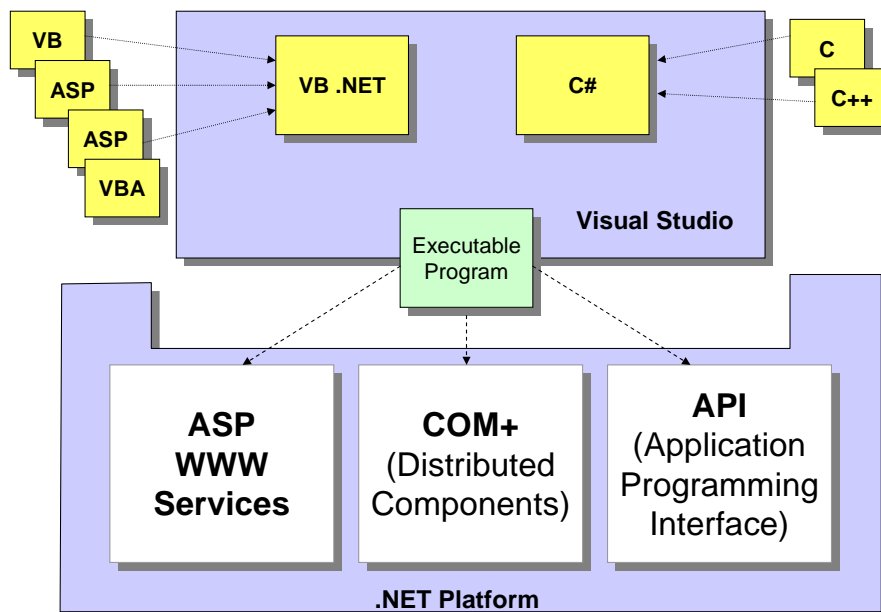 VB
ASP
ASP
VBA
VB .NET
C#
C
C++
Visual Studio
Executable
Program
ASP
WWW
Services
COM+
(Distributed
Components)
API
(Application
Programming
Interface)
.NET Platform